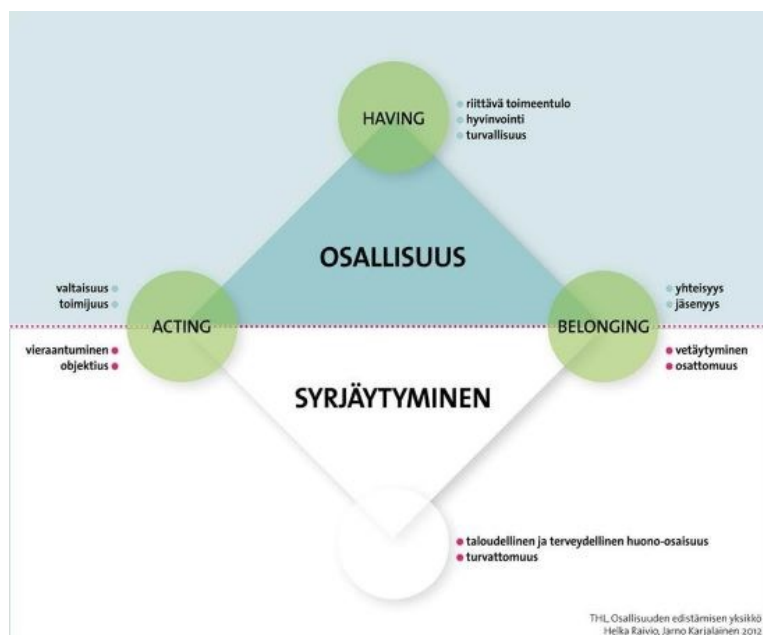 HAVING
riittävä toimeentulo
hyvinvointi
turvallisuus
OSALLISUUS
valtaisuus
toimijuus
yhteisyys
jäsenyys
ACTING
BELONGING
vieraantuminen
objektius
vetäytyminen
osattomuus
SYRJÄYTYMINEN
taloudellinen ja terveydellinen huono-osaisuus
turvattomuus
THL Osallisuuden edistämisen yksikkö
Helka Raivio, Jarno Karjalainen 2012